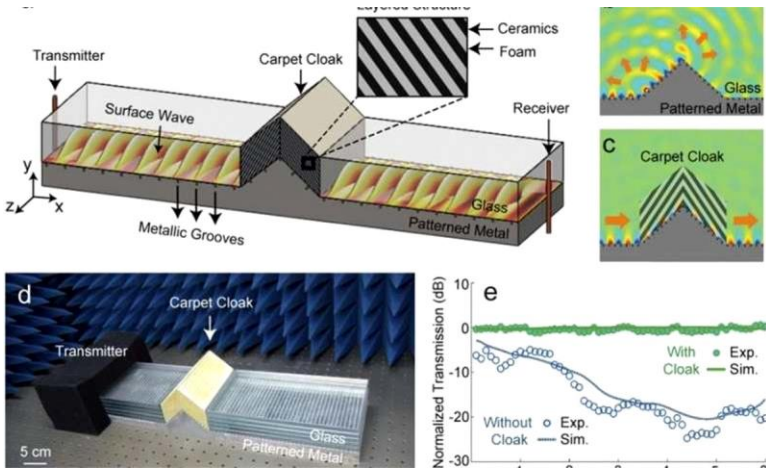 Layered Structure
Ceramics
Foam
Transmitter
Carpet Cloak
Receiver
Surface Wave
y
z
x
Glass
Patterned Metal
Metallic Grooves
Glass
Patterned Metal
c
Carpet Cloak
d
Carpet Cloak
Transmitter
Glass
Patterned Metal
5 cm
e
Normalized Transmission (dB)
10
0
-10
-20
-30
With Cloak
Exp.
Sim.
Without Cloak
Exp.
Sim.